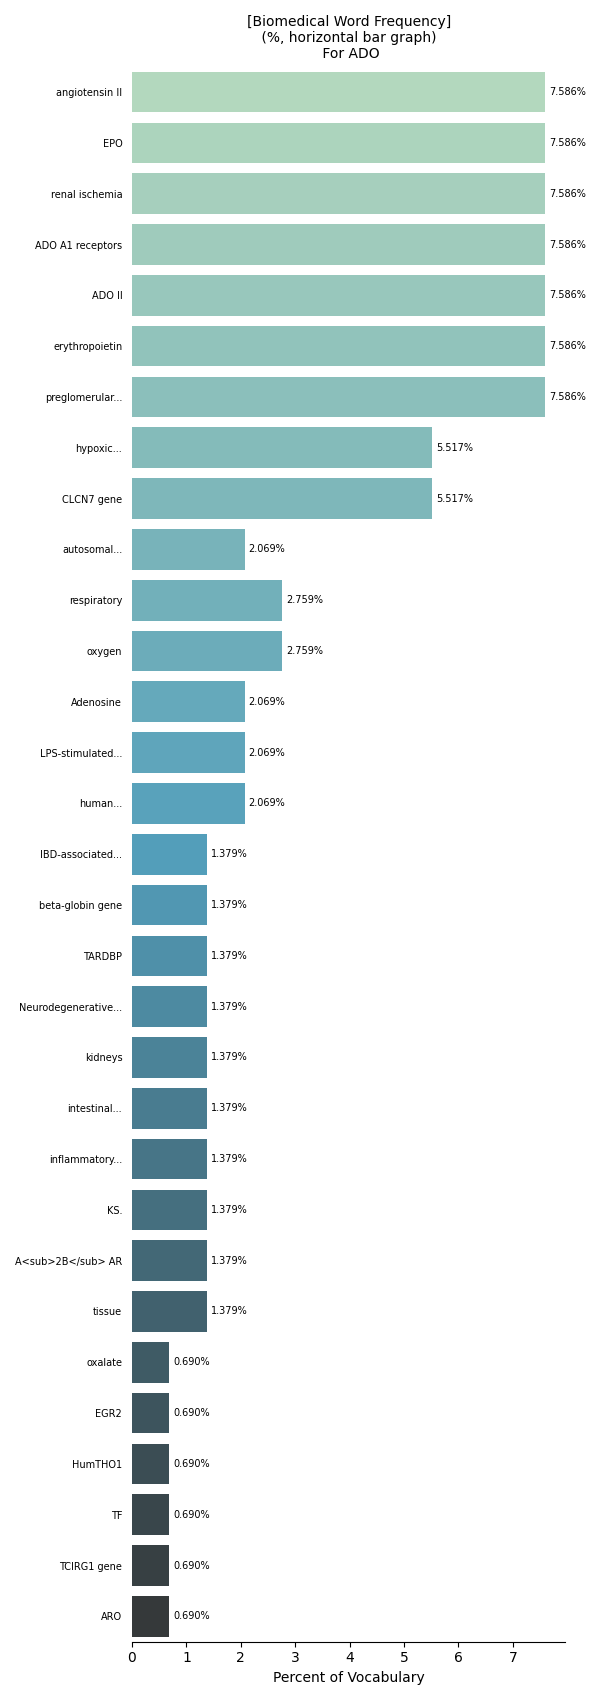 [Biomedical Word Frequency]
(%, horizontal bar graph)
For ADO
angiotensin II 7.586%
EPO 7.586%
renal ischemia 7.586%
ADO A1 receptors 7.586%
ADO II 7.586%
erythropoietin 7.586%
preglomerular... 7.586%
hypoxic... 5.517%
CLCN7 gene 5.517%
autosomal... 2.069%
respiratory 2.759%
oxygen 2.759%
Adenosine 2.069%
LPS-stimulated... 2.069%
human... 2.069%
IBD-associated... 1.379%
beta-globin gene 1.379%
TARDBP 1.379%
Neurodegenerative... 1.379%
kidneys 1.379%
intestinal... 1.379%
inflammatory... 1.379%
KS. 1.379%
A<sub>2B</sub> AR 1.379%
tissue 1.379%
oxalate 0.690%
EGR2 0.690%
HumTHO1 0.690%
TF 0.690%
TCIRG1 gene 0.690%
ARO 0.690%
0 1 2 3 4 5 6 7
Percent of Vocabulary